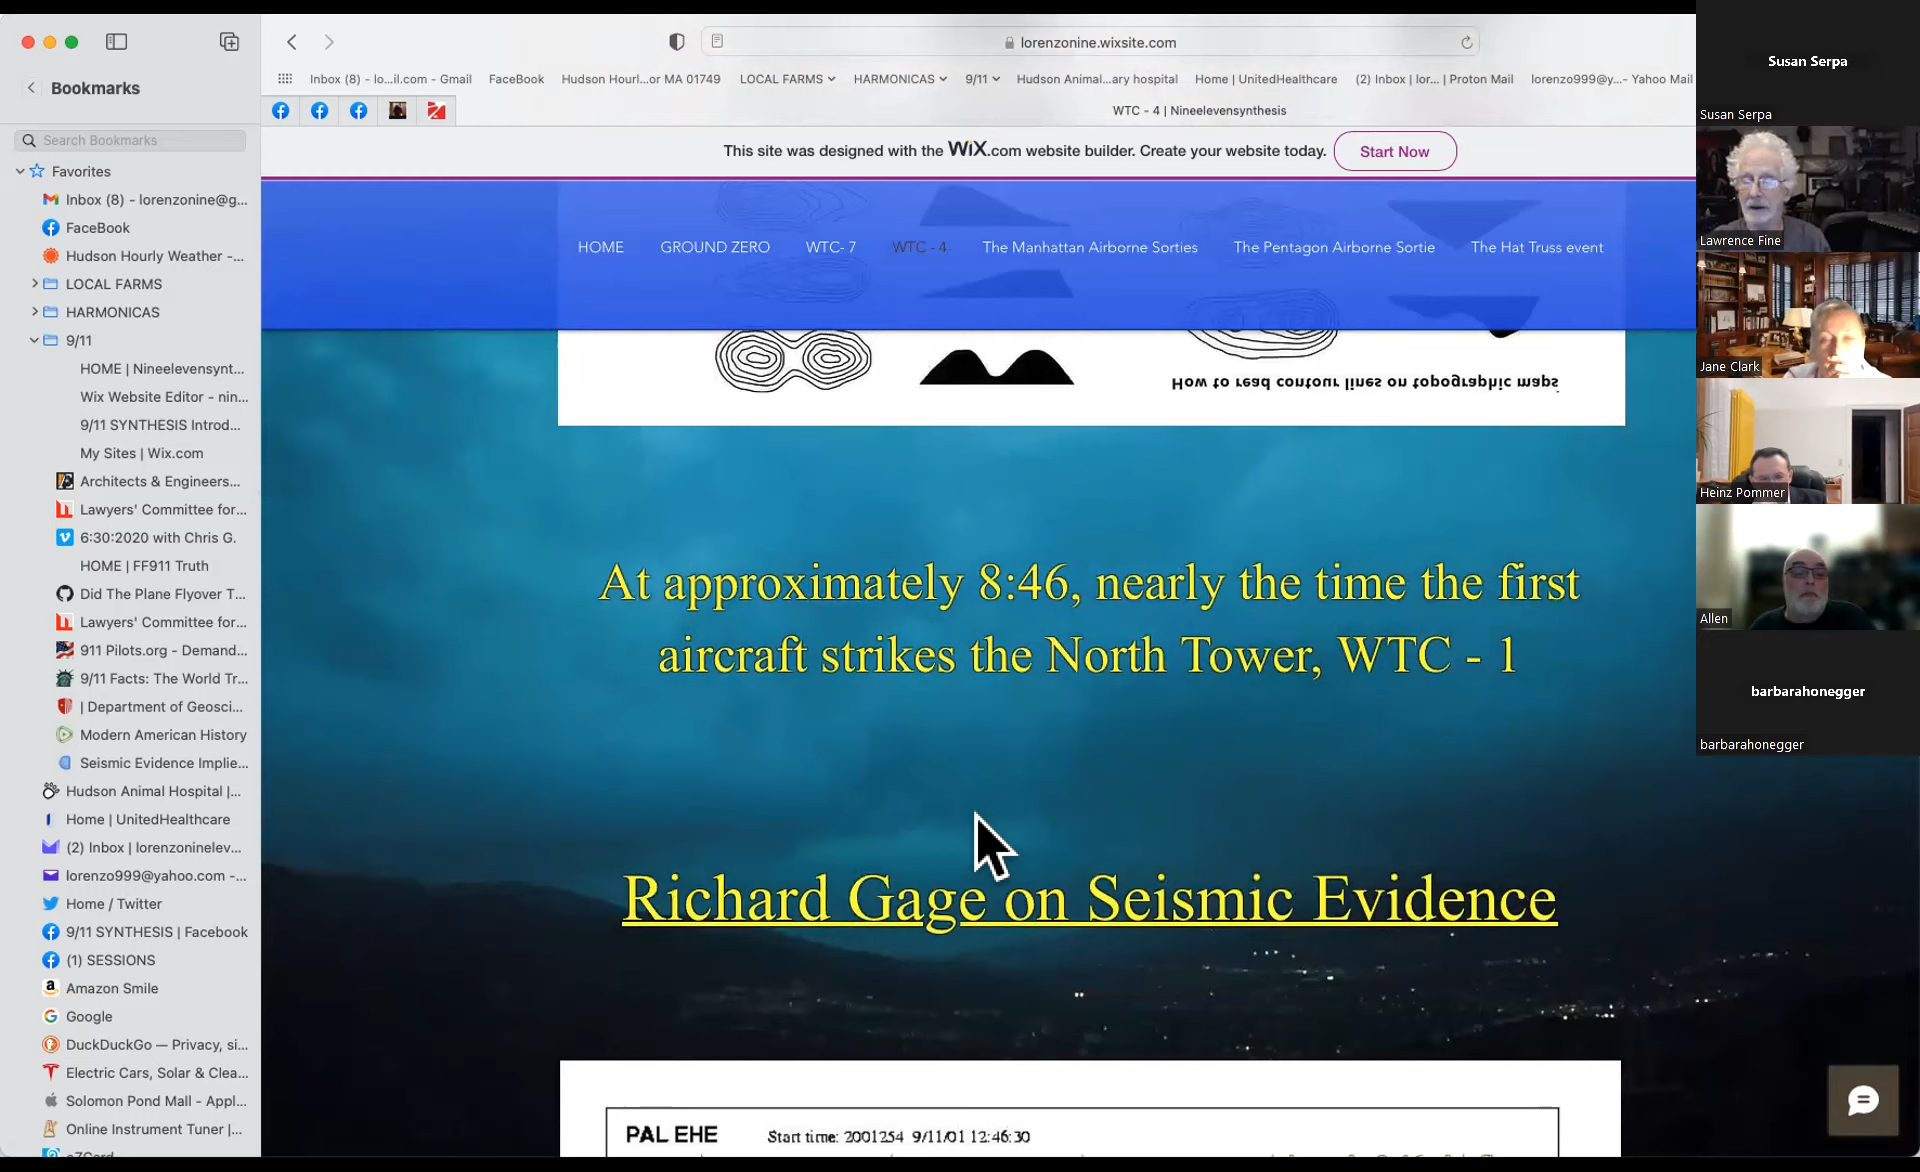 lorenzonine.wixsite.com
Bookmarks
Inbox (8) - lo...il.com - Gmail
FaceBook
Hudson Hourl...or MA 01749
LOCAL FARMS
HARMONICAS
9/11
Hudson Animal...ary hospital
Home | UnitedHealthcare
(2) Inbox | lor... | Proton Mail
lorenzo999@y...- Yahoo Mail
WTC - 4 | Nineelevensynthesis
Search Bookmarks
Favorites
Inbox (8) - lorenzonine@g...
FaceBook
Hudson Hourly Weather -...
LOCAL FARMS
HARMONICAS
9/11
HOME | Nineelevensynt...
Wix Website Editor - nin...
9/11 SYNTHESIS Introd...
My Sites | Wix.com
Architects & Engineers...
Lawyers' Committee for...
6:30:2020 with Chris G.
HOME | FF911 Truth
Did The Plane Flyover T...
Lawyers' Committee for...
911 Pilots.org - Demand...
9/11 Facts: The World Tr...
| Department of Geosci...
Modern American History
Seismic Evidence Implie...
Hudson Animal Hospital |...
Home | UnitedHealthcare
(2) Inbox | lorenzoninelev...
lorenzo999@yahoo.com -...
Home / Twitter
9/11 SYNTHESIS | Facebook
(1) SESSIONS
Amazon Smile
Google
DuckDuckGo — Privacy, si...
Electric Cars, Solar & Clea...
Solomon Pond Mall - Appl...
Online Instrument Tuner |...
This site was designed with the WiX.com website builder. Create your website today.
Start Now
HOME
GROUND ZERO
WTC- 7
WTC - 4
The Manhattan Airborne Sorties
The Pentagon Airborne Sortie
The Hat Truss event
How to read contour lines on topographic maps
At approximately 8:46, nearly the time the first
aircraft strikes the North Tower, WTC - 1
Richard Gage on Seismic Evidence
PAL EHE
Start time: 2001254 9/11/01 12:46:30
Susan Serpa
Susan Serpa
Lawrence Fine
Jane Clark
Heinz Pommer
Allen
barbarahonegger
barbarahonegger